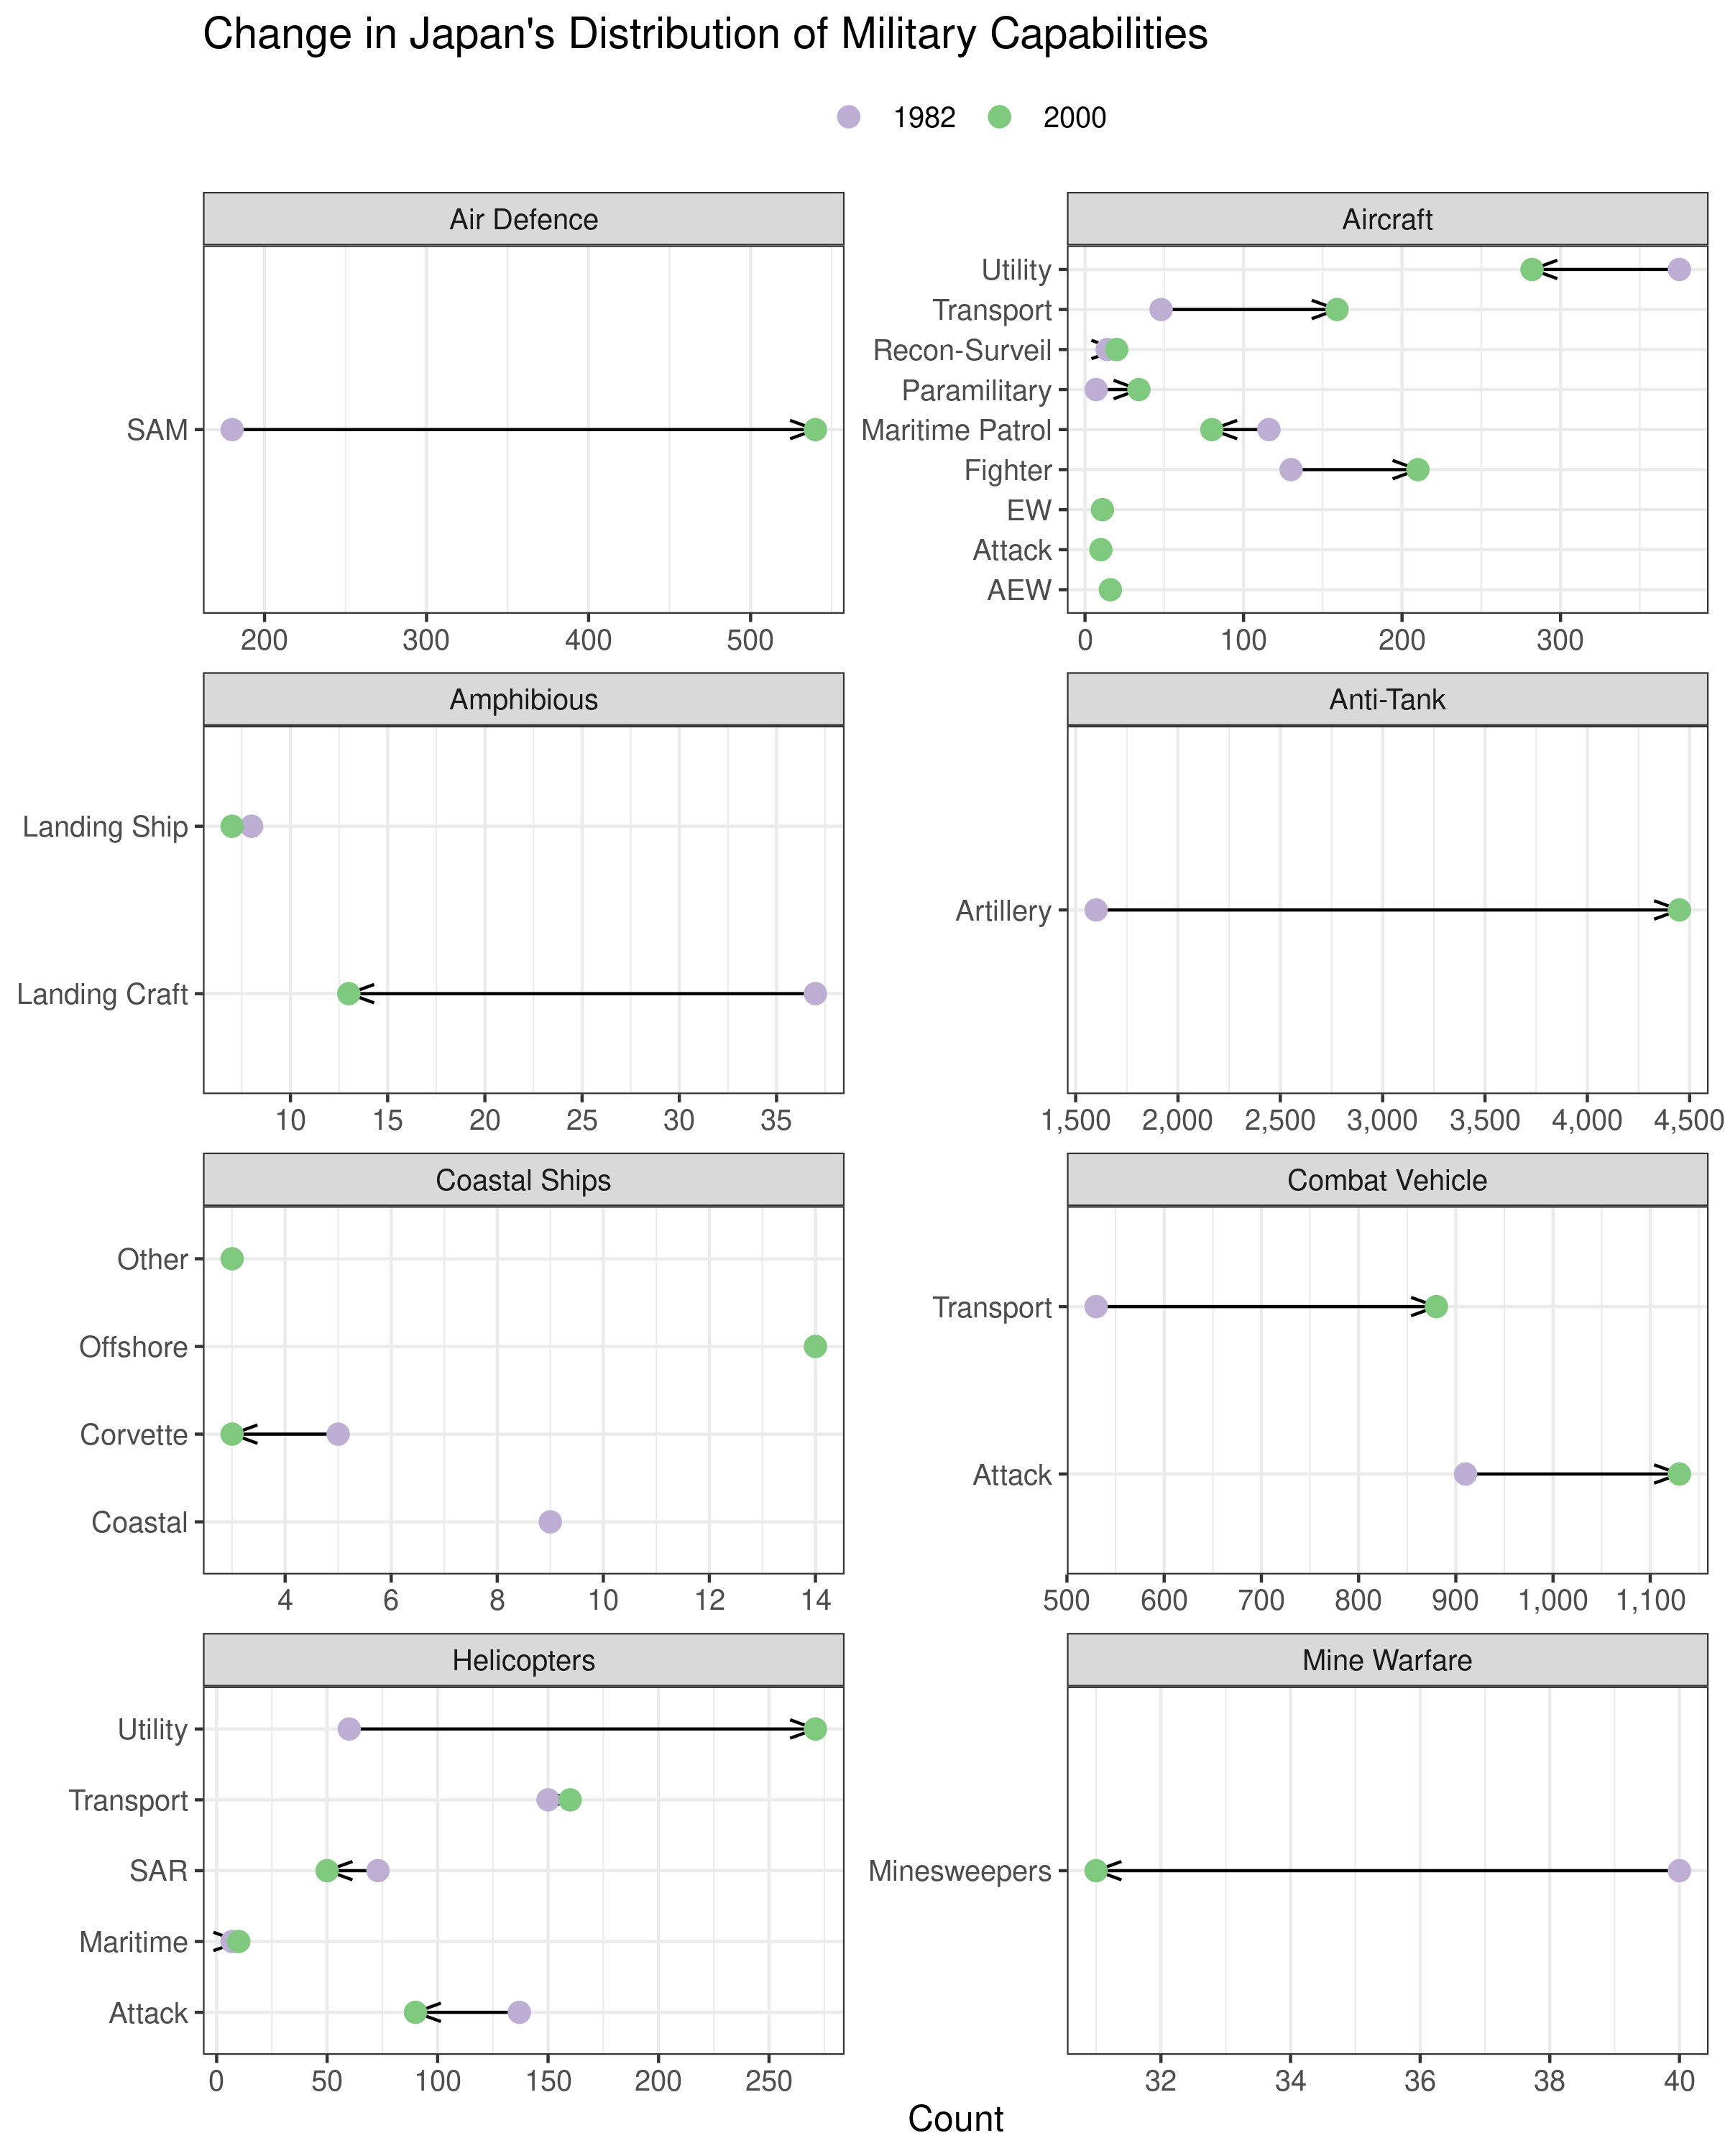 Change in Japan's Distribution of Military Capabilities
1982 2000
Air Defence
SAM
200 300 400 500
Aircraft
Utility
Transport
Recon-Surveil
Paramilitary
Maritime Patrol
Fighter
EW
Attack
AEW
0 100 200 300
Amphibious
Landing Ship
Landing Craft
10 15 20 25 30 35
Anti-Tank
Artillery
1,500 2,000 2,500 3,000 3,500 4,000 4,500
Coastal Ships
Other
Offshore
Corvette
Coastal
4 6 8 10 12 14
Combat Vehicle
Transport
Attack
500 600 700 800 900 1,000 1,100
Helicopters
Utility
Transport
SAR
Maritime
Attack
0 50 100 150 200 250
Mine Warfare
Minesweepers
32 34 36 38 40
Count